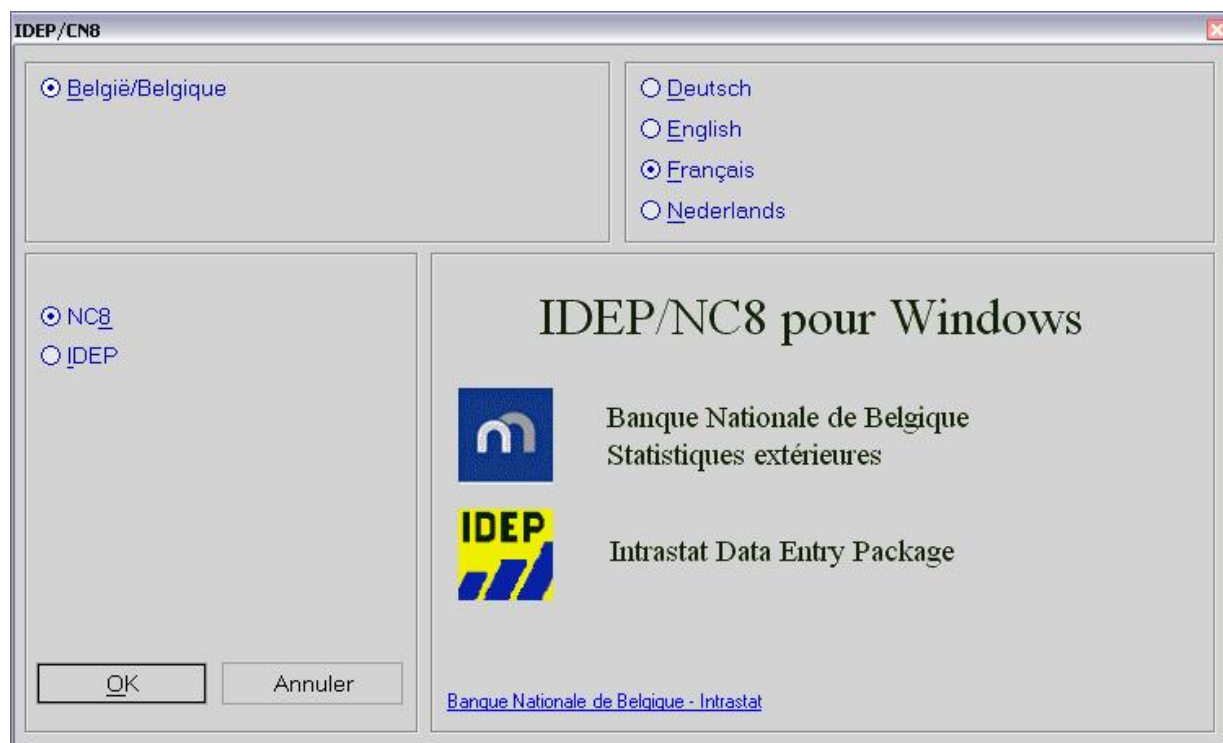 IDEP/CN8
België/Belgique
Deutsch
English
Français
Nederlands
NC8
IDEP
OK
Annuler
IDEP/NC8 pour Windows
Banque Nationale de Belgique
Statistiques extérieures
IDEP
Intrastat Data Entry Package
Banque Nationale de Belgique - Intrastat